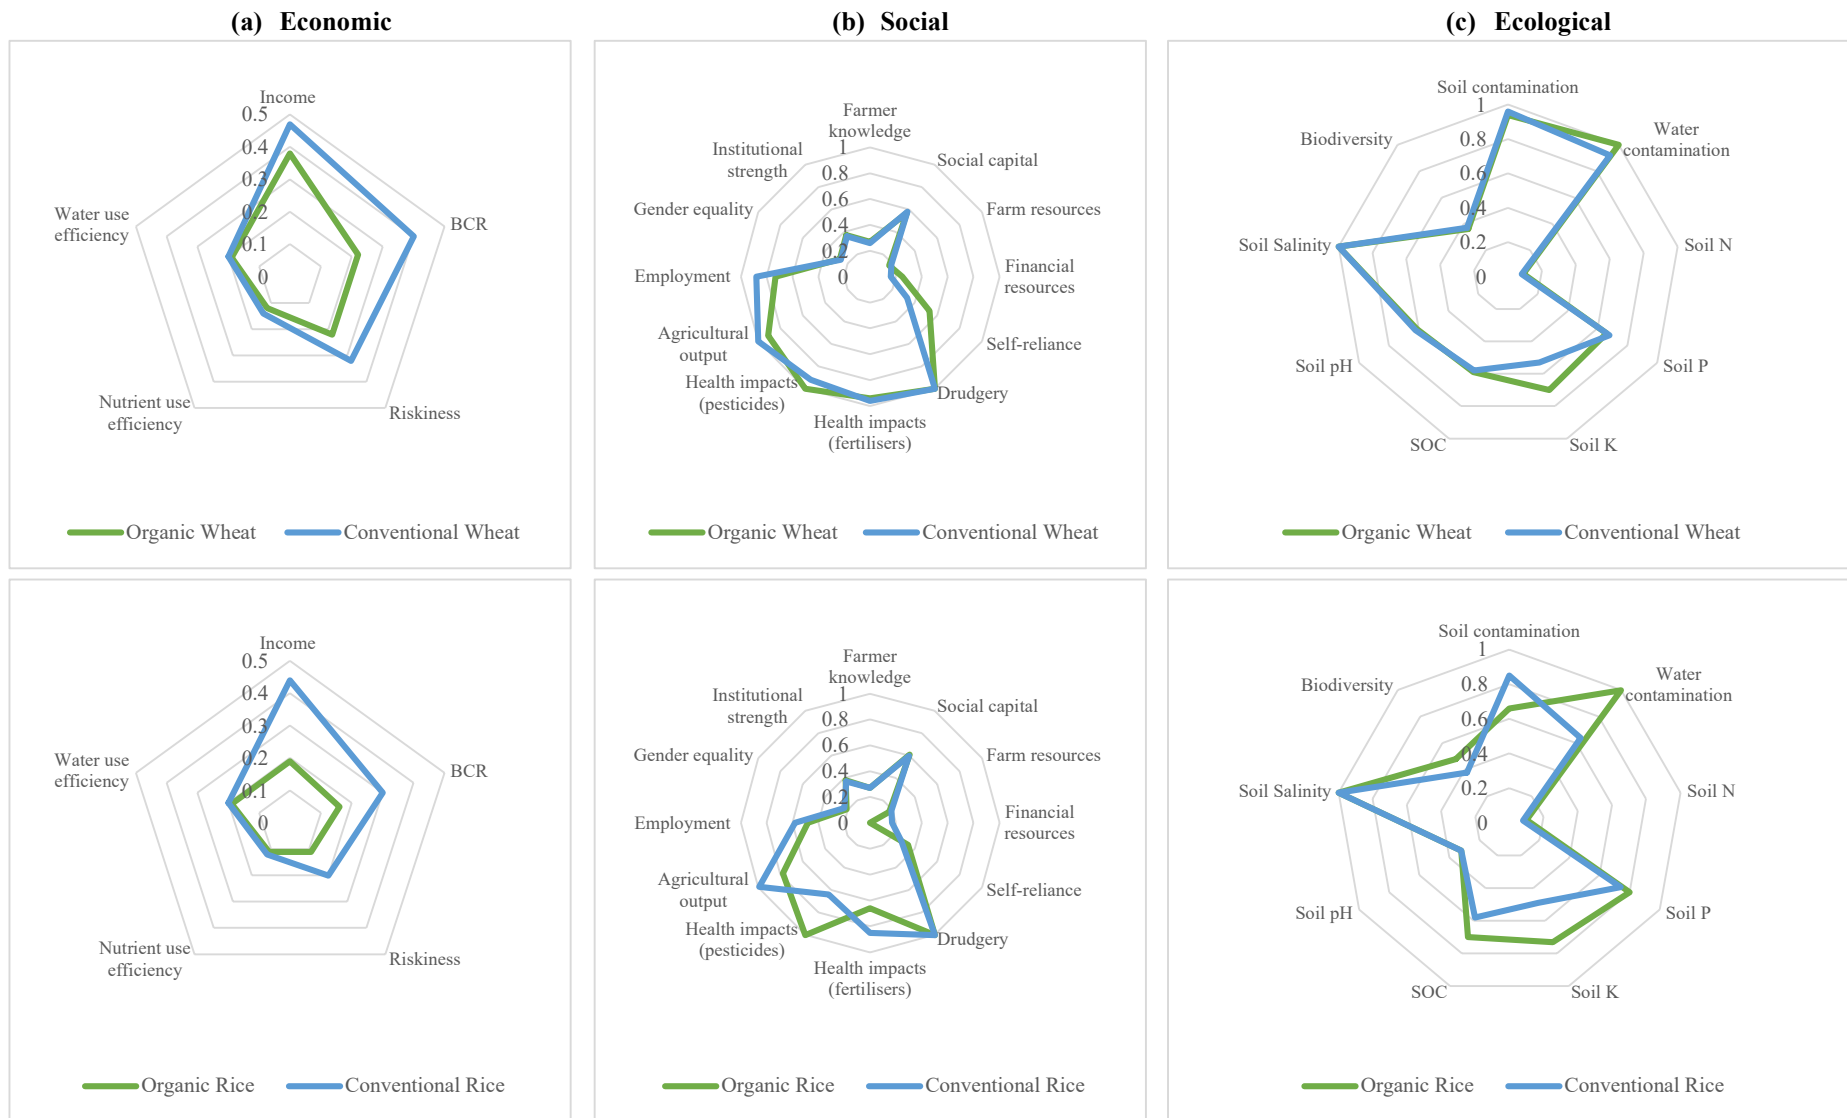 (a) Economic
(b) Social
(c) Ecological
Income
0.5
0.4
0.3
0.2
0.1
0
BCR
Riskiness
Nutrient use
efficiency
Water use
efficiency
Organic Wheat
Conventional Wheat
Farmer
knowledge
1
0.8
0.6
0.4
0.2
0
Social capital
Farm resources
Financial
resources
Self-reliance
Drudgery
Health impacts
(fertilisers)
Health impacts
(pesticides)
Agricultural
output
Employment
Gender equality
Institutional
strength
Organic Wheat
Conventional Wheat
Soil contamination
1
0.8
0.6
0.4
0.2
0
Water
contamination
Soil N
Soil P
Soil K
SOC
Soil pH
Soil Salinity
Biodiversity
Organic Wheat
Conventional Wheat
Income
0.5
0.4
0.3
0.2
0.1
0
BCR
Riskiness
Nutrient use
efficiency
Water use
efficiency
Organic Rice
Conventional Rice
Farmer
knowledge
1
0.8
0.6
0.4
0.2
0
Social capital
Farm resources
Financial
resources
Self-reliance
Drudgery
Health impacts
(fertilisers)
Health impacts
(pesticides)
Agricultural
output
Employment
Gender equality
Institutional
strength
Organic Rice
Conventional Rice
Soil contamination
1
0.8
0.6
0.4
0.2
0
Water
contamination
Soil N
Soil P
Soil K
SOC
Soil pH
Soil Salinity
Biodiversity
Organic Rice
Conventional Rice